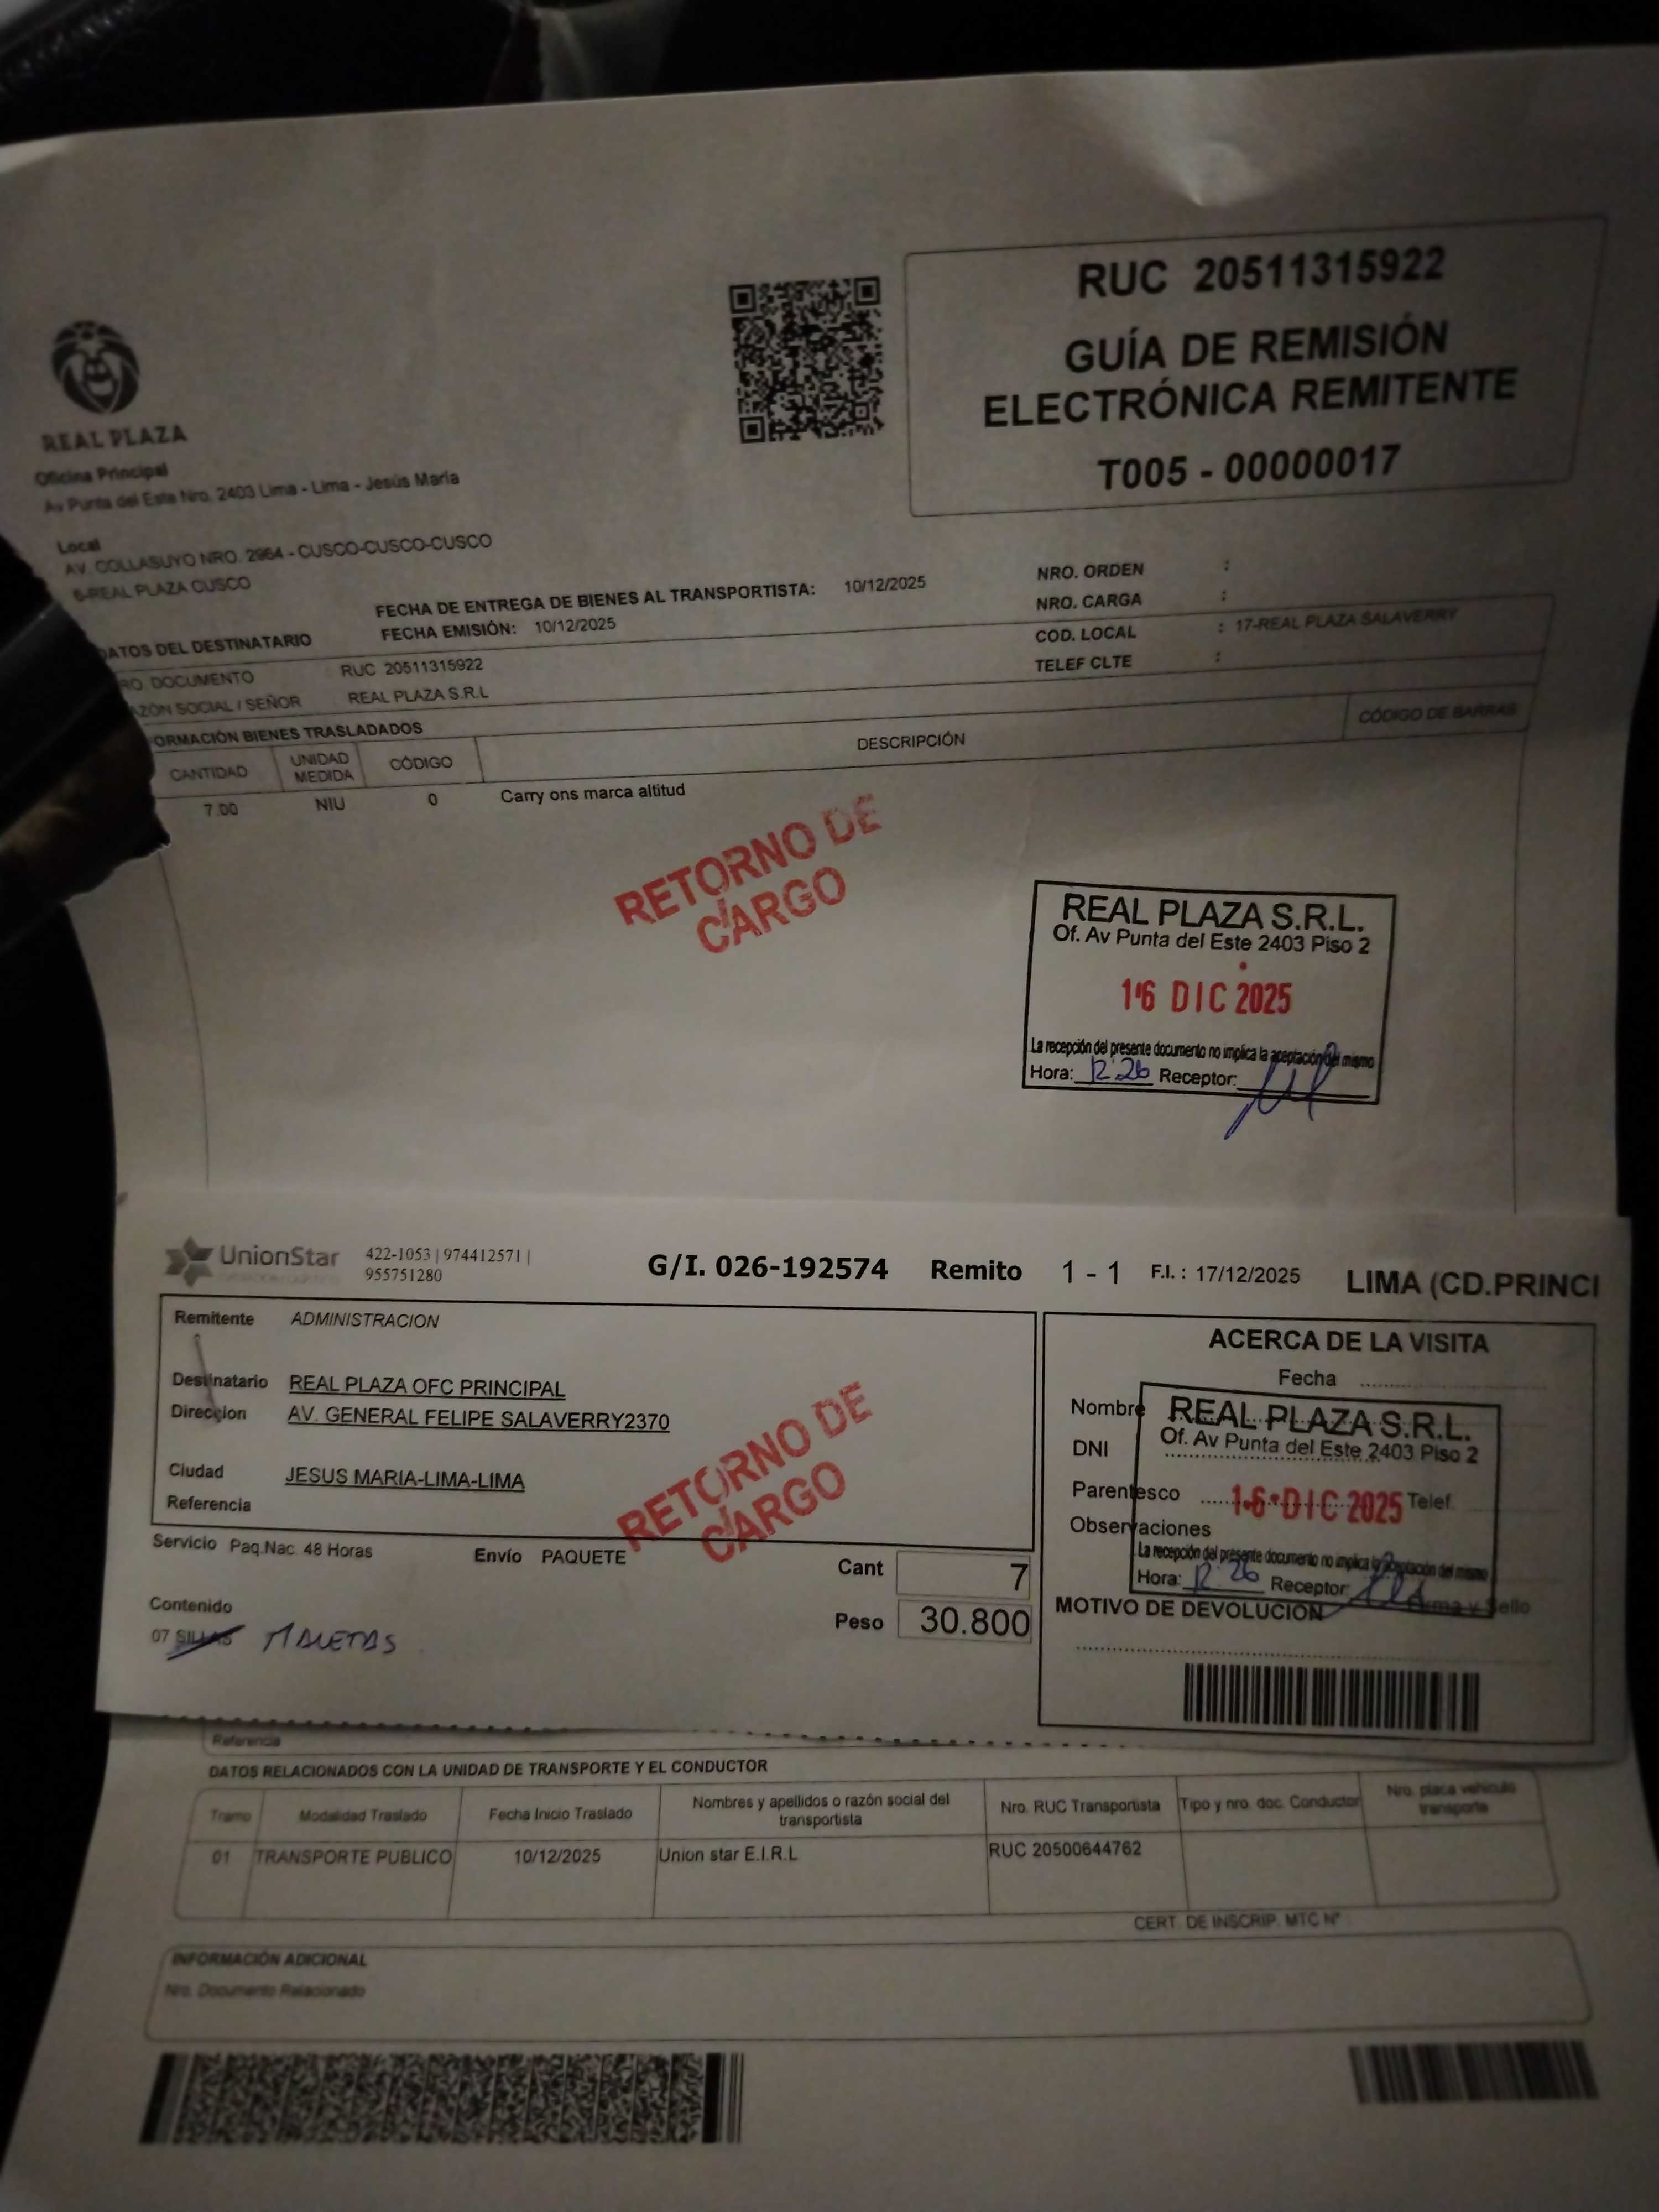 REAL PLAZA
Oficina Principal
Av Punta del Este Nro. 2403 Lima - Lima - Jesús María
RUC 20511315922
GUÍA DE REMISIÓN
ELECTRÓNICA REMITENTE
T005 - 00000017
Local
AV. COLLASUYO NRO. 2964 - CUSCO-CUSCO-CUSCO
6-REAL PLAZA CUSCO
FECHA DE ENTREGA DE BIENES AL TRANSPORTISTA: 10/12/2025
FECHA EMISIÓN: 10/12/2025
NRO. ORDEN :
NRO. CARGA :
COD. LOCAL : 17-REAL PLAZA SALAVERRY
TELEF CLTE :
ATOS DEL DESTINATARIO
RO. DOCUMENTO RUC 20511315922
ZÓN SOCIAL / SEÑOR REAL PLAZA S.R.L
ORMACIÓN BIENES TRASLADADOS
CANTIDAD UNIDAD MEDIDA CÓDIGO DESCRIPCIÓN CÓDIGO DE BARRAS
7.00 NIU 0 Carry ons marca altitud
RETORNO DE
CARGO
REAL PLAZA S.R.L.
Of. Av Punta del Este 2403 Piso 2
16 DIC 2025
La recepción del presente documento no implica la aceptación del mismo
Hora: 12:26 Receptor:
UnionStar
422-1053 | 974412571 |
955751280
G/I. 026-192574 Remito 1 - 1 F.I. : 17/12/2025 LIMA (CD.PRINCI
Remitente ADMINISTRACION
Destinatario REAL PLAZA OFC PRINCIPAL
Direccion AV. GENERAL FELIPE SALAVERRY2370
Ciudad JESUS MARIA-LIMA-LIMA
Referencia
RETORNO DE
CARGO
Servicio Paq.Nac. 48 Horas Envío PAQUETE
Cant 7
Peso 30.800
Contenido
07 SILLAS MALETAS
ACERCA DE LA VISITA
Fecha
Nombre
DNI
Parentesco Telef.
Observaciones
REAL PLAZA S.R.L.
Of. Av Punta del Este 2403 Piso 2
16 DIC 2025
La recepción del presente documento no implica la aceptación del mismo
Hora: 12:26 Receptor:
Firma y Sello
MOTIVO DE DEVOLUCION
Referencia
DATOS RELACIONADOS CON LA UNIDAD DE TRANSPORTE Y EL CONDUCTOR
Tramo Modalidad Traslado Fecha Inicio Traslado Nombres y apellidos o razón social del transportista Nro. RUC Transportista Tipo y nro. doc. Conductor Nro. placa vehículo transporte
01 TRANSPORTE PUBLICO 10/12/2025 Union star E.I.R.L RUC 20500644762
CERT. DE INSCRIP. MTC N°
INFORMACIÓN ADICIONAL
Nro. Documento Relacionado